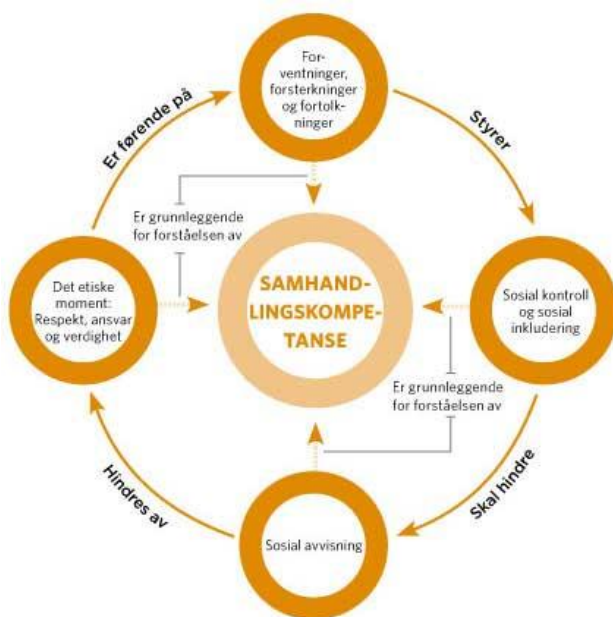 For-
ventninger,
forsterkninger
og fortolk-
ninger
Er førende på
Styrer
Er grunnleggende
for forståelsen av
Det etiske
moment:
Respekt, ansvar
og verdighet
SAMHAND-
LINGSKOMPE-
TANSE
Sosial kontroll
og sosial
inkludering
Er grunnleggende
for forståelsen av
Hindres av
Skal hindre
Sosial avvisning